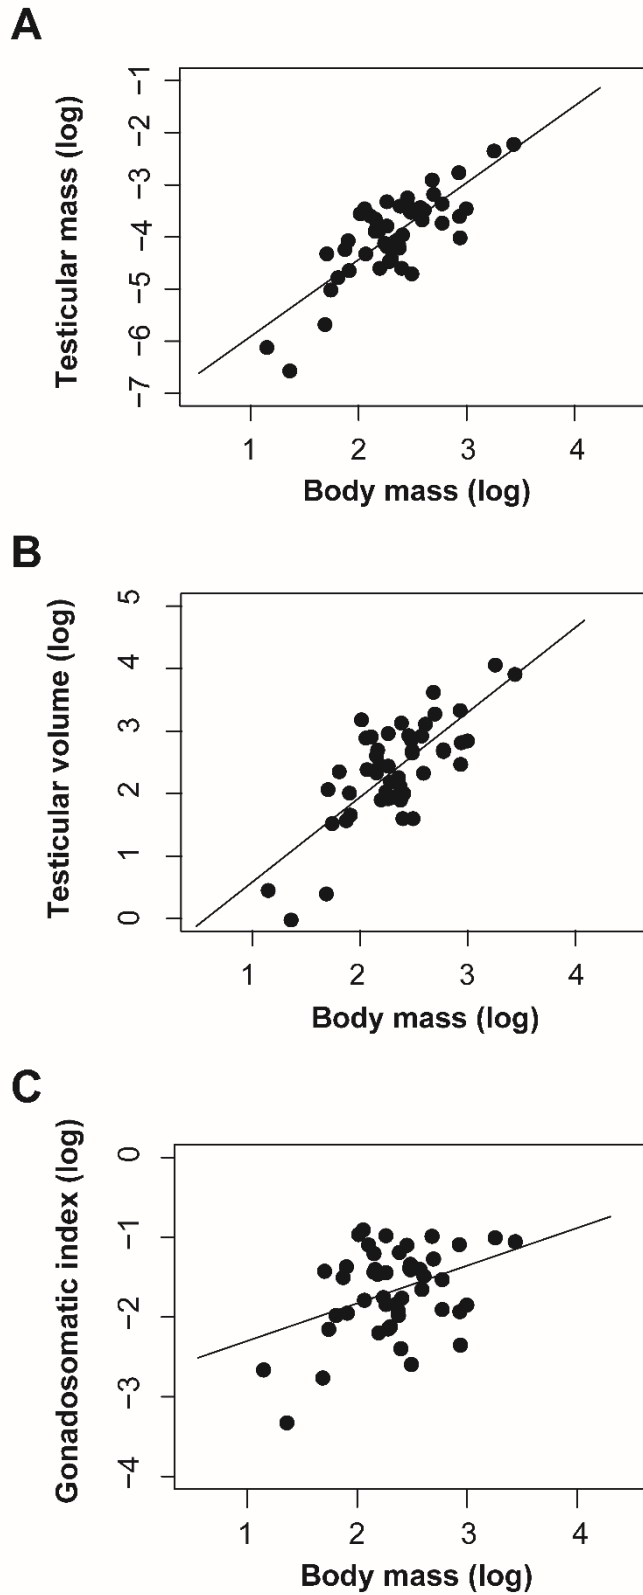 A
Testicular mass (log)
−1
−2
−3
−4
−5
−6
−7
1 2 3 4
Body mass (log)
B
Testicular volume (log)
5
4
3
2
1
0
1 2 3 4
Body mass (log)
C
Gonadosomatic index (log)
0
−1
−2
−3
−4
1 2 3 4
Body mass (log)